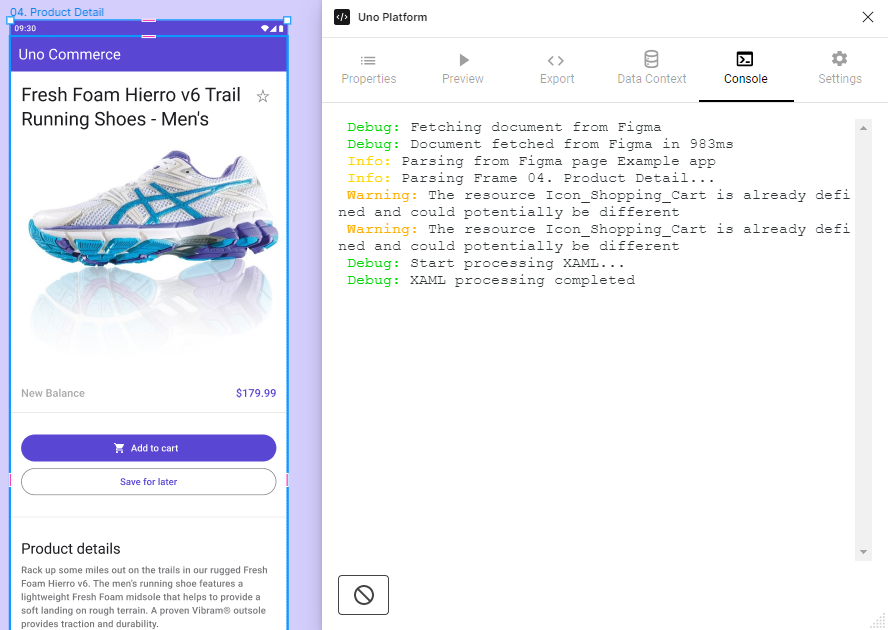 04. Product Detail
09:30
Uno Commerce
Fresh Foam Hierro v6 Trail
Running Shoes - Men's
New Balance
$179.99
Add to cart
Save for later
Product details
Rack up some miles out on the trails in our rugged Fresh
Foam Hierro v6. The men's running shoe features a
lightweight Fresh Foam midsole that helps to provide a
soft landing on rough terrain. A proven Vibram® outsole
provides traction and durability.
Uno Platform
Properties
Preview
Export
Data Context
Console
Settings
Debug: Fetching document from Figma
Debug: Document fetched from Figma in 983ms
Info: Parsing from Figma page Example app
Info: Parsing Frame 04. Product Detail...
Warning: The resource Icon_Shopping_Cart is already defi
ned and could potentially be different
Warning: The resource Icon_Shopping_Cart is already defi
ned and could potentially be different
Debug: Start processing XAML...
Debug: XAML processing completed